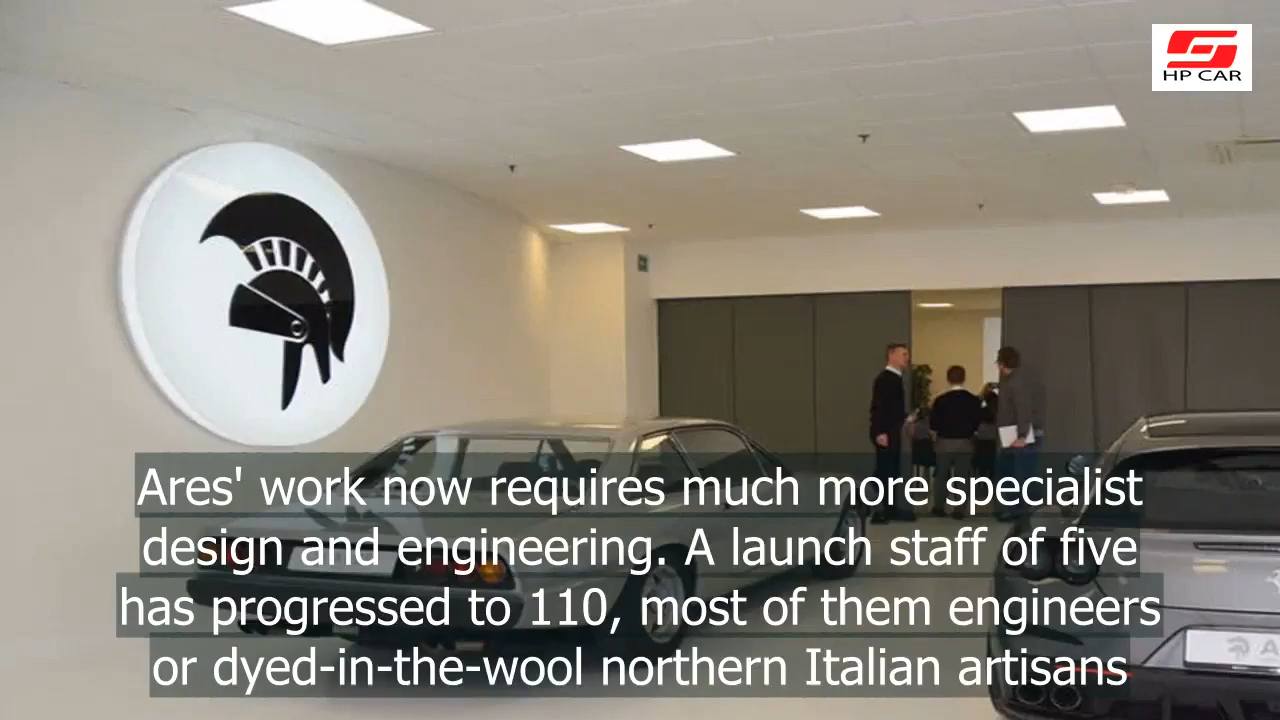 HP CAR
Ares' work now requires much more specialist
design and engineering. A launch staff of five
has progressed to 110, most of them engineers
or dyed-in-the-wool northern Italian artisans